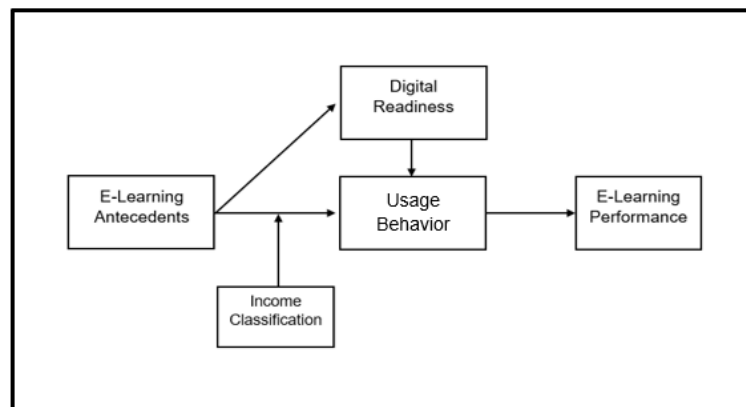 Digital
Readiness
E-Learning
Antecedents
Usage
Behavior
E-Learning
Performance
Income
Classification